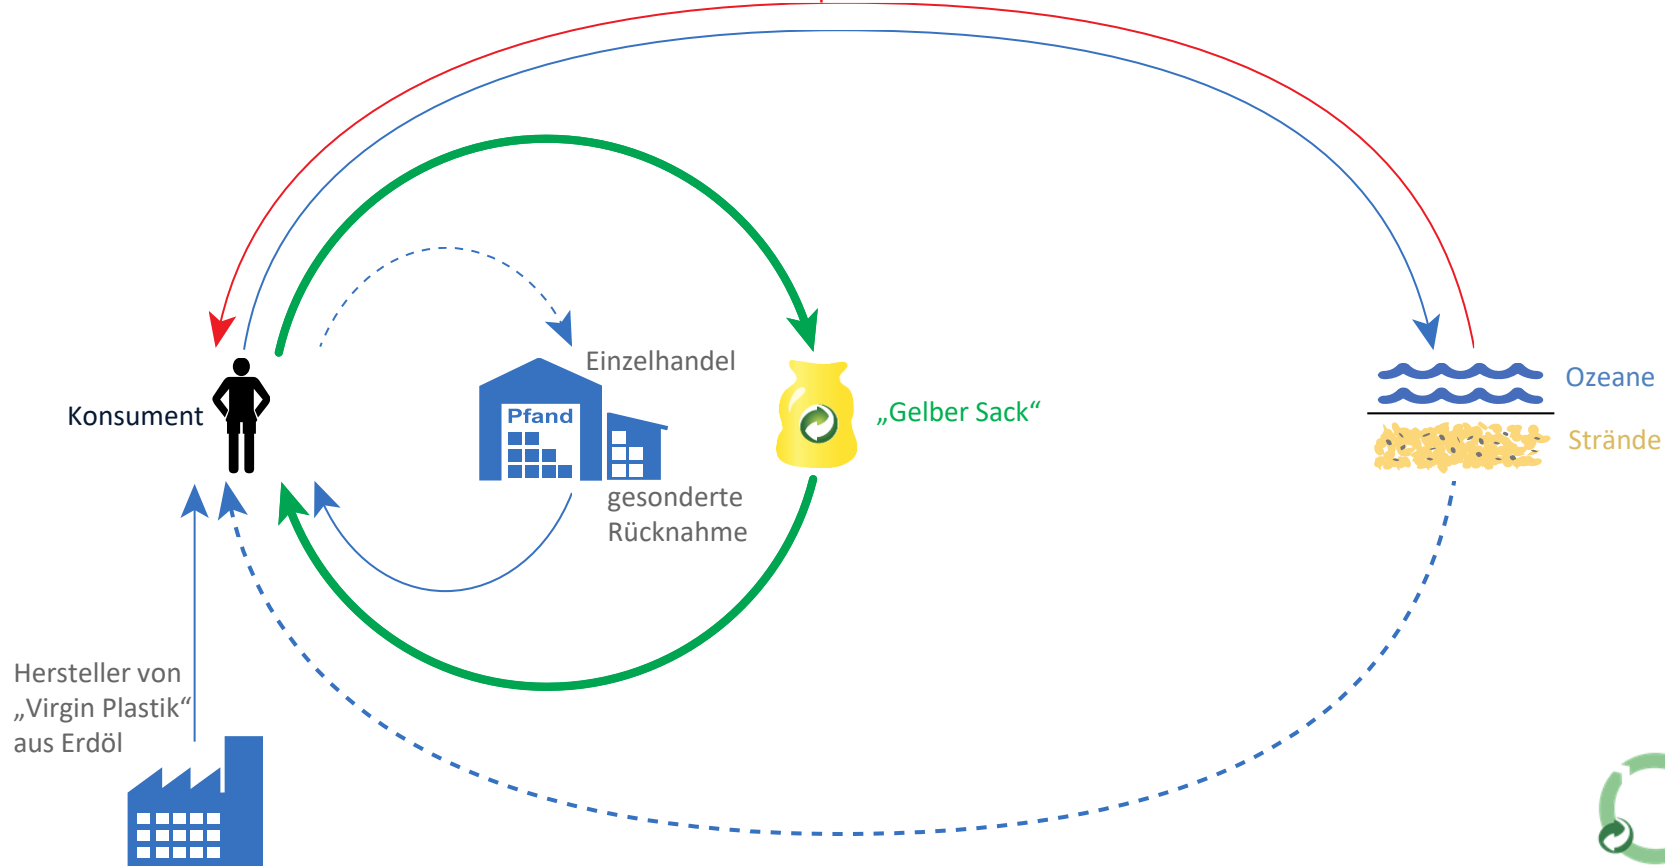 Einzelhandel
Pfand
Konsument
„Gelber Sack“
Ozeane
Strände
gesonderte
Rücknahme
Hersteller von
„Virgin Plastik“
aus Erdöl